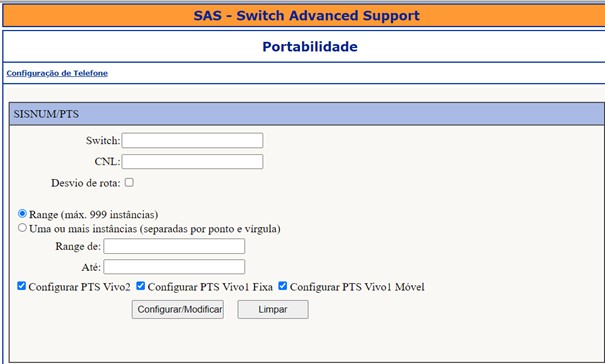 SAS - Switch Advanced Support
Portabilidade
Configuração de Telefone
SISNUM/PTS
Switch:
CNL:
Desvio de rota:
Range (máx. 999 instâncias)
Uma ou mais instâncias (separadas por ponto e vírgula)
Range de:
Até:
Configurar PTS Vivo2 Configurar PTS Vivo1 Fixa Configurar PTS Vivo1 Móvel
Configurar/Modificar Limpar